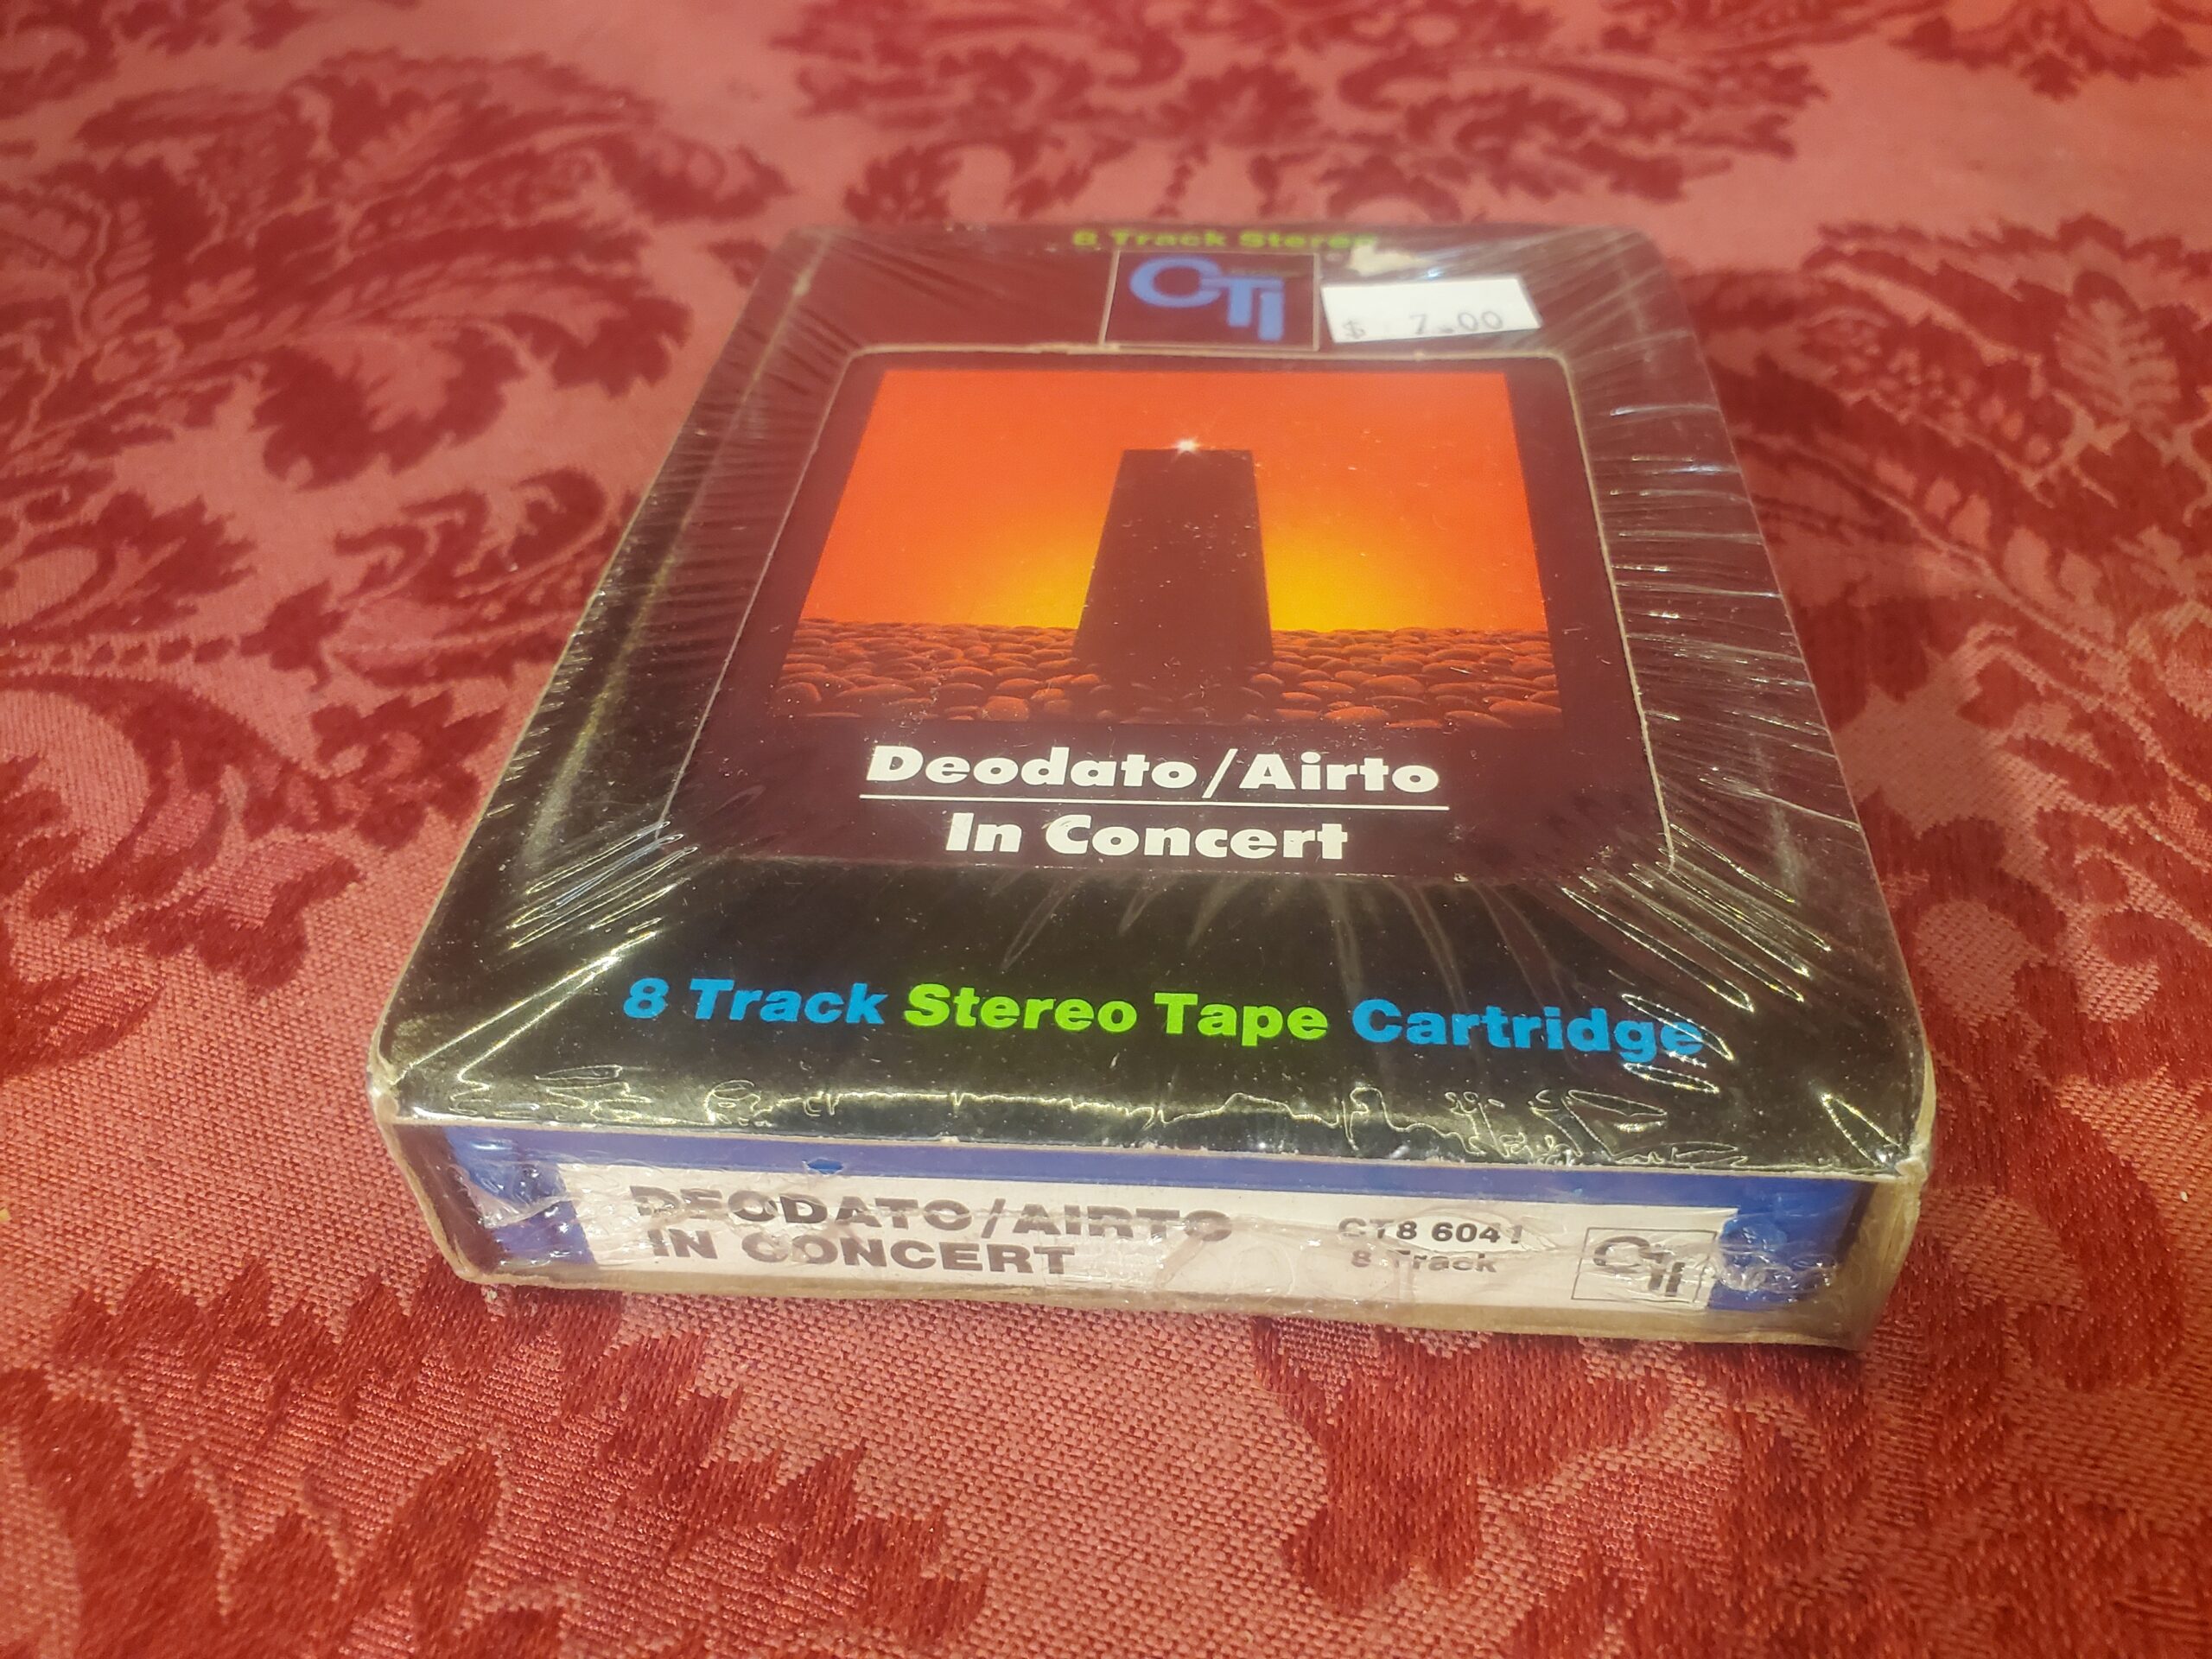 8 Track Stereo
CTI
$ 7.00
Deodato/Airto
In Concert
8 Track Stereo Tape Cartridge
DEODATO/AIRTO
IN CONCERT
CT8 6041
8 Track
CTI